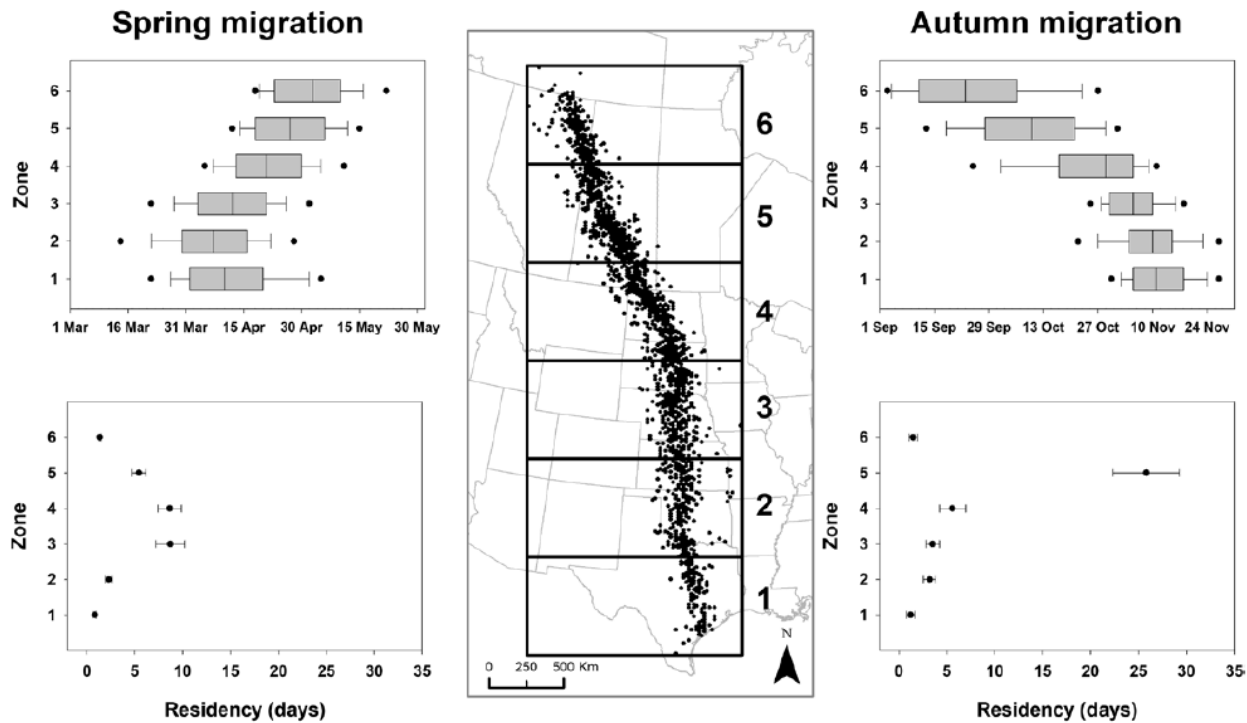 Spring migration
Autumn migration
Zone
6
5
4
3
2
1
1 Mar 16 Mar 31 Mar 15 Apr 30 Apr 15 May 30 May
Zone
6
5
4
3
2
1
0 5 10 15 20 25 30 35
Residency (days)
6
5
4
3
2
1
N
0 250 500 Km
Zone
6
5
4
3
2
1
1 Sep 15 Sep 29 Sep 13 Oct 27 Oct 10 Nov 24 Nov
Zone
6
5
4
3
2
1
0 5 10 15 20 25 30 35
Residency (days)